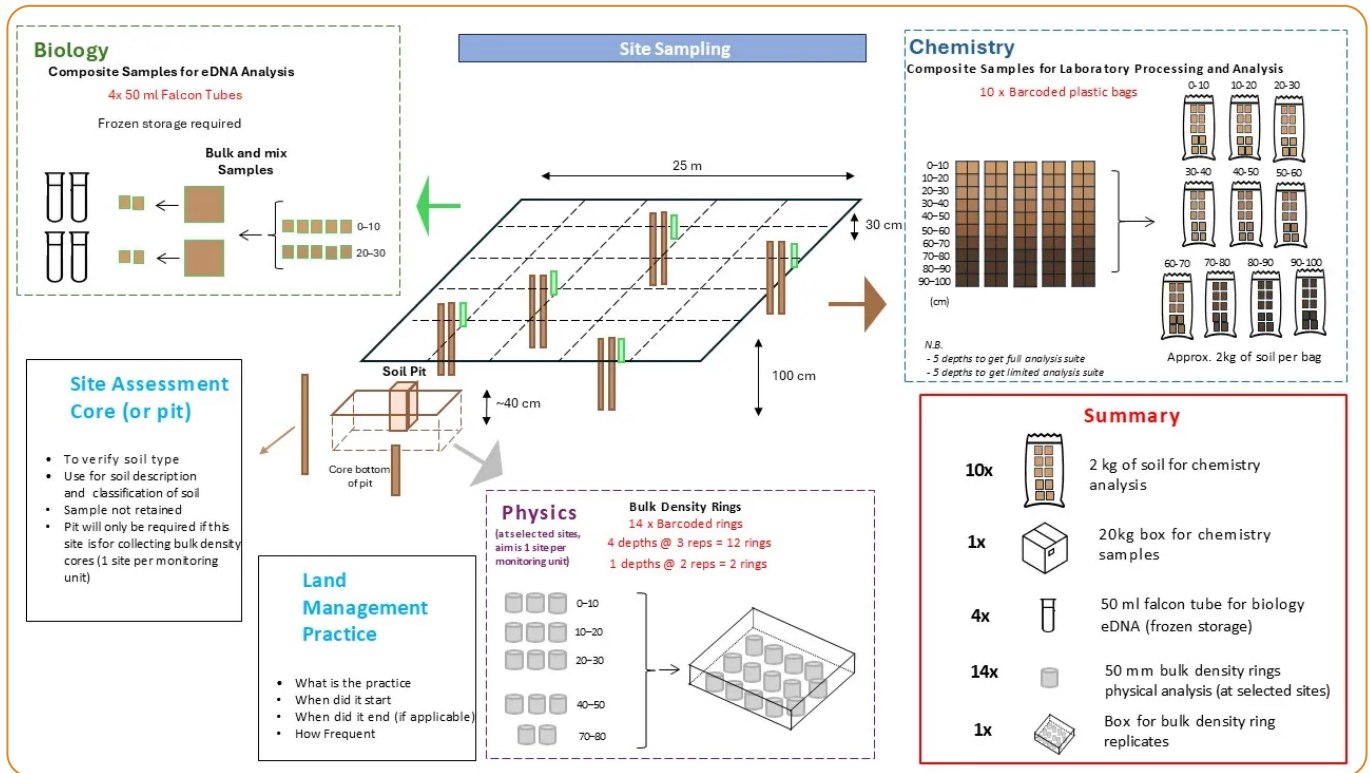 Site Sampling
Biology
Composite Samples for eDNA Analysis
4x 50 ml Falcon Tubes
Frozen storage required
Bulk and mix
Samples
0–10
20–30
25 m
30 cm
100 cm
Soil Pit
~40 cm
Core bottom
of pit
Chemistry
Composite Samples for Laboratory Processing and Analysis
10 x Barcoded plastic bags
0-10
10-20
20-30
0–10
10–20
20–30
30–40
40–50
50–60
60–70
70–80
80–90
90–100
(cm)
30-40
40-50
50-60
60-70
70-80
80-90
90-100
Approx. 2kg of soil per bag
N.B.
- 5 depths to get full analysis suite
- 5 depths to get limited analysis suite
Site Assessment
Core (or pit)
• To verify soil type
• Use for soil description
and classification of soil
• Sample not retained
• Pit will only be required if this
site is for collecting bulk density
cores (1 site per monitoring
unit)
Land
Management
Practice
• What is the practice
• When did it start
• When did it end (if applicable)
• How Frequent
Physics
(at selected sites,
aim is 1 site per
monitoring unit)
Bulk Density Rings
14 x Barcoded rings
4 depths @ 3 reps = 12 rings
1 depths @ 2 reps = 2 rings
0–10
10–20
20–30
40–50
70–80
Summary
10x
2 kg of soil for chemistry
analysis
1x
20kg box for chemistry
samples
4x
50 ml falcon tube for biology
eDNA (frozen storage)
14x
50 mm bulk density rings
physical analysis (at selected sites)
1x
Box for bulk density ring
replicates